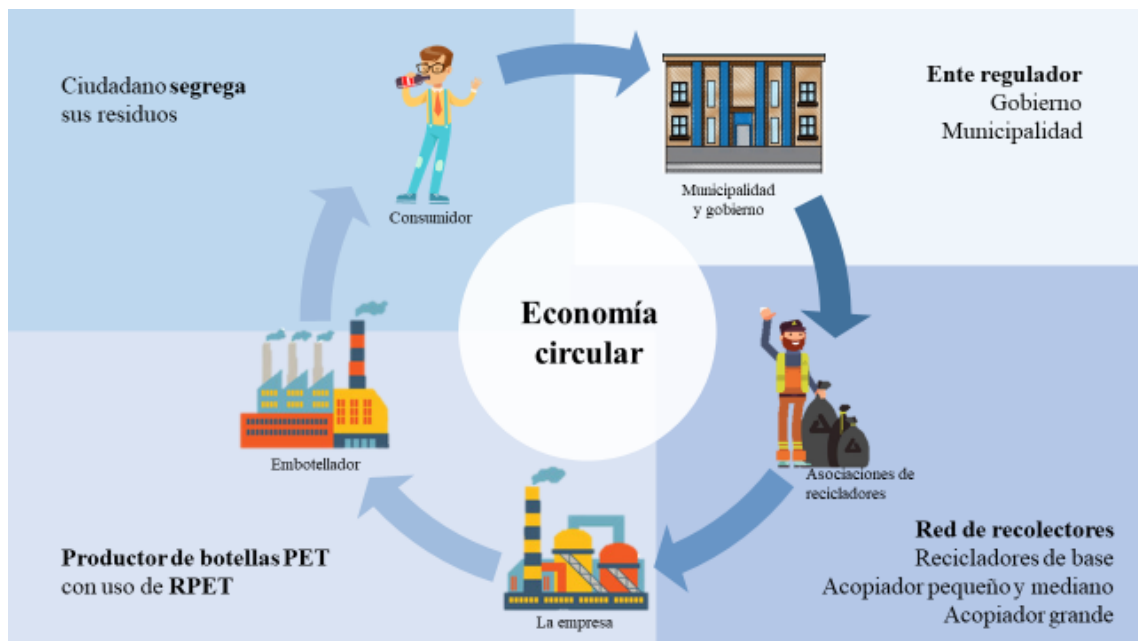 Ciudadano segrega
sus residuos
Consumidor
Ente regulador
Gobierno
Municipalidad
Municipalidad
y gobierno
Economía
circular
Embotellador
Asociaciones de
recicladores
Productor de botellas PET
con uso de RPET
La empresa
Red de recolectores
Recicladores de base
Acopiador pequeño y mediano
Acopiador grande